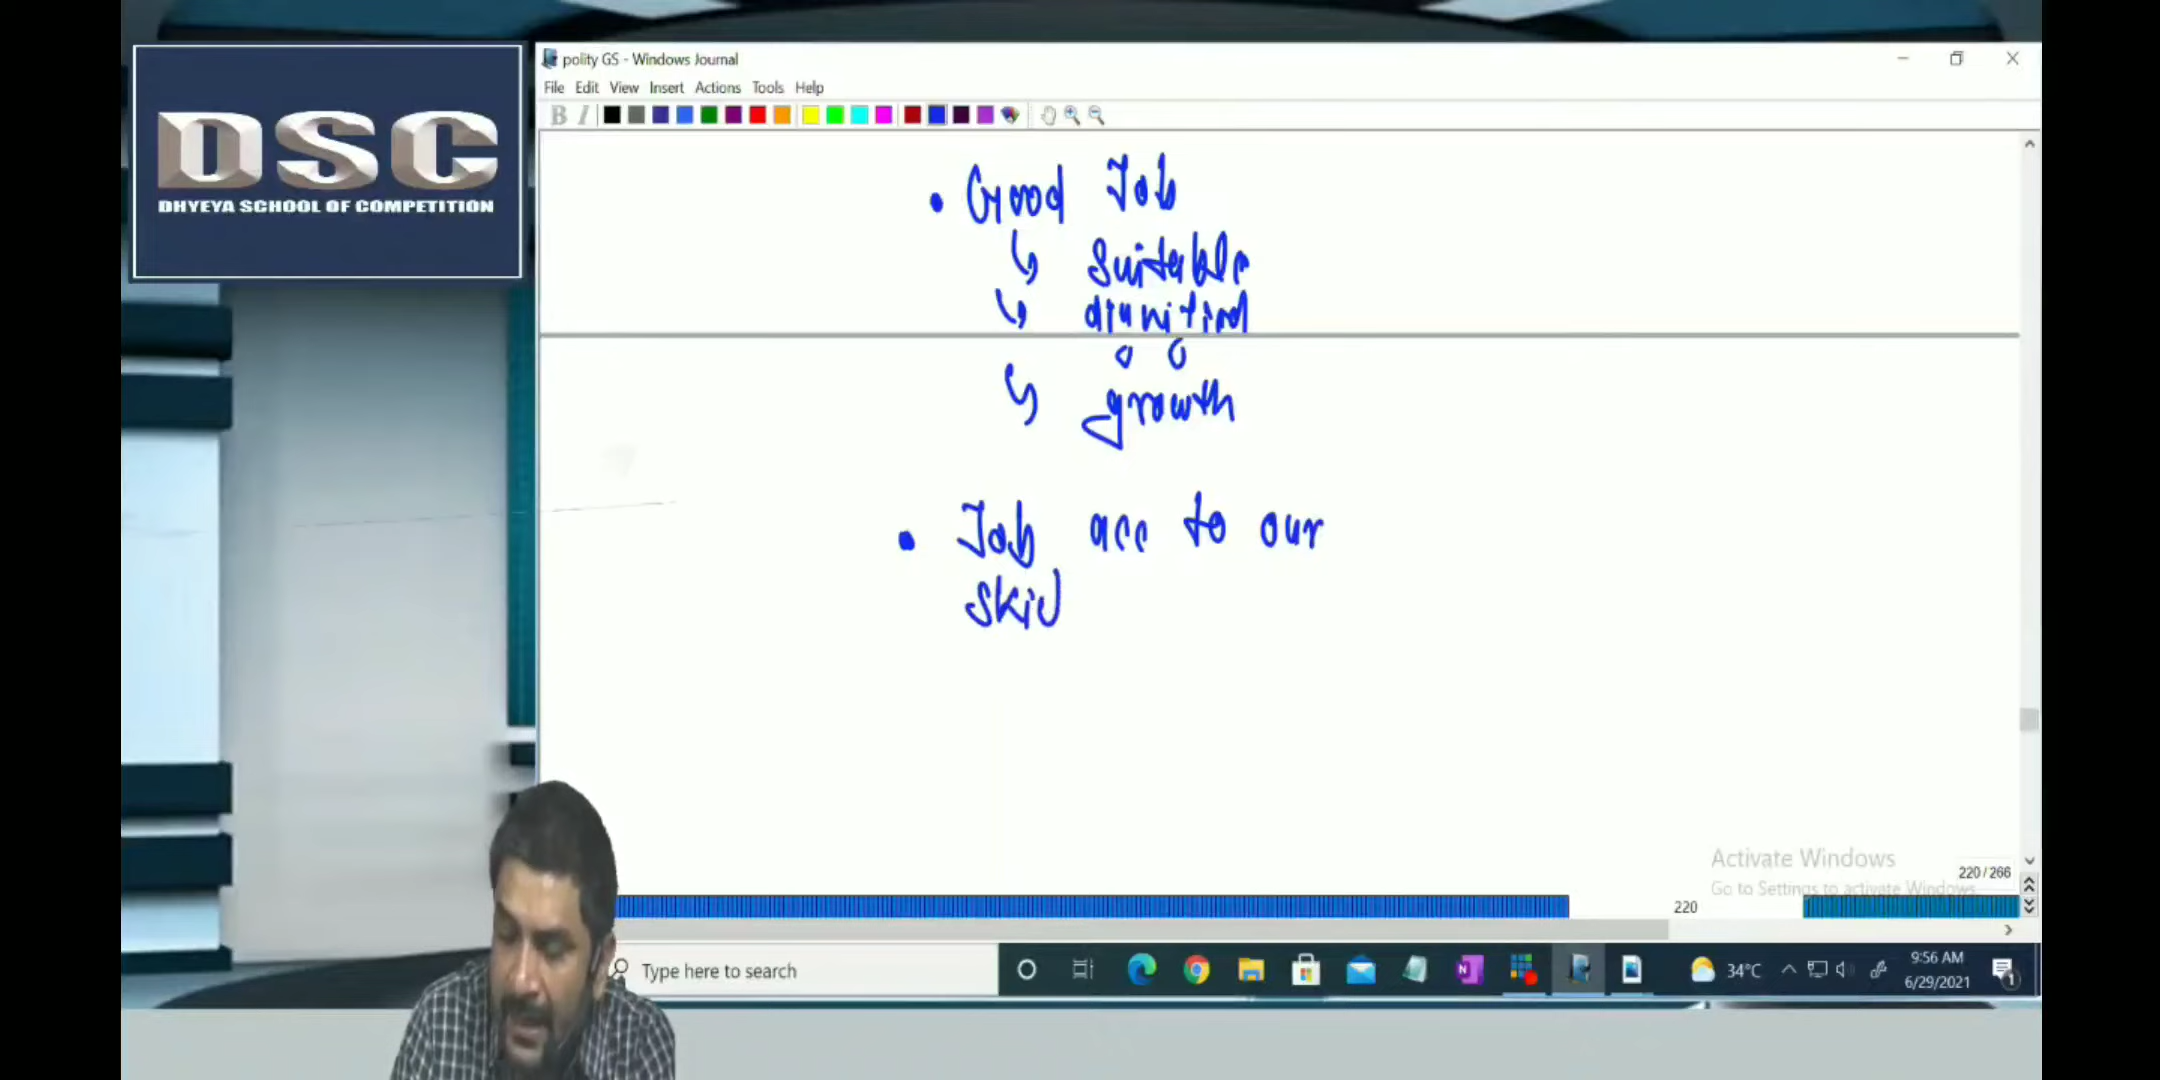 DSC
DHYEYA SCHOOL OF COMPETITION
polity GS - Windows Journal
File Edit View Insert Actions Tools Help
B I
• Good Job
↳ Suitable
↳ dignified
↳ growth
• Job acc to our
skill
Activate Windows
Go to Settings to activate Windows.
220 / 266
220
Type here to search
34°C
9:56 AM
6/29/2021
1